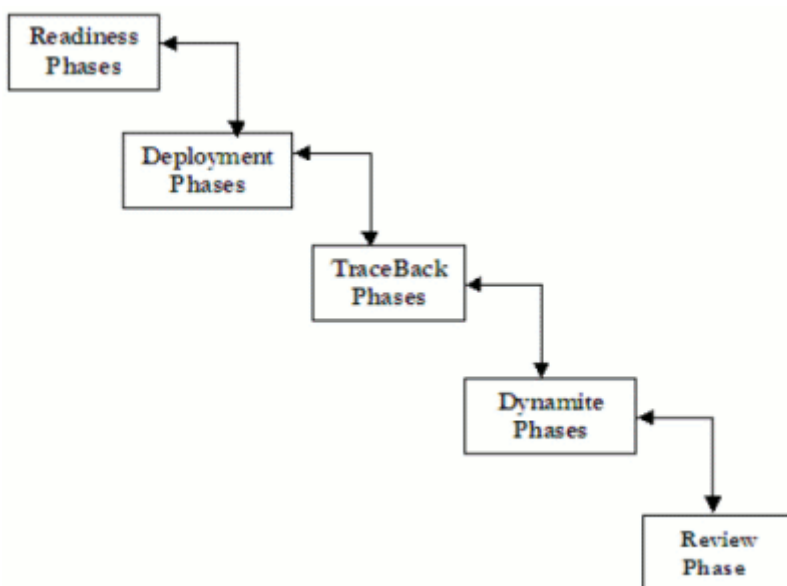 Readiness
Phases
Deployment
Phases
TraceBack
Phases
Dynamite
Phases
Review
Phase